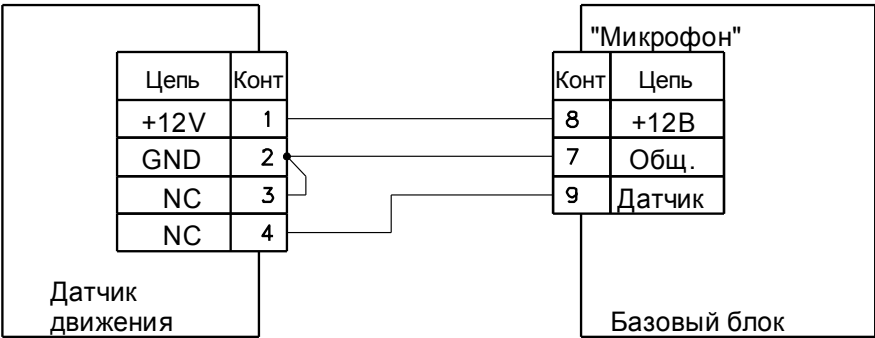 "Микрофон"
Цепь Конт
+12V 1
GND 2
NC 3
NC 4
Конт Цепь
8 +12В
7 Общ.
9 Датчик
Датчик
движения
Базовый блок